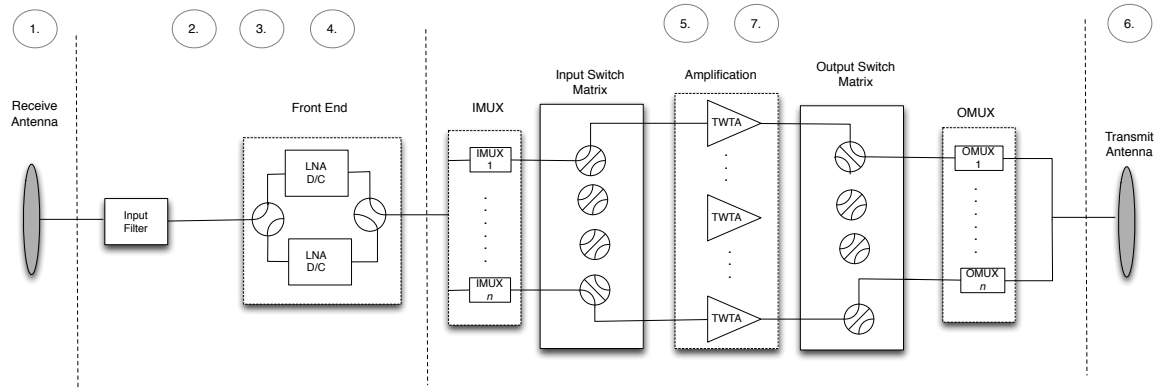 1.
2.
3.
4.
5.
7.
6.
Receive
Antenna
Input
Filter
Front End
LNA
D/C
LNA
D/C
IMUX
IMUX
1
IMUX
n
Input Switch
Matrix
Amplification
TWTA
TWTA
TWTA
Output Switch
Matrix
OMUX
OMUX
1
OMUX
n
Transmit
Antenna